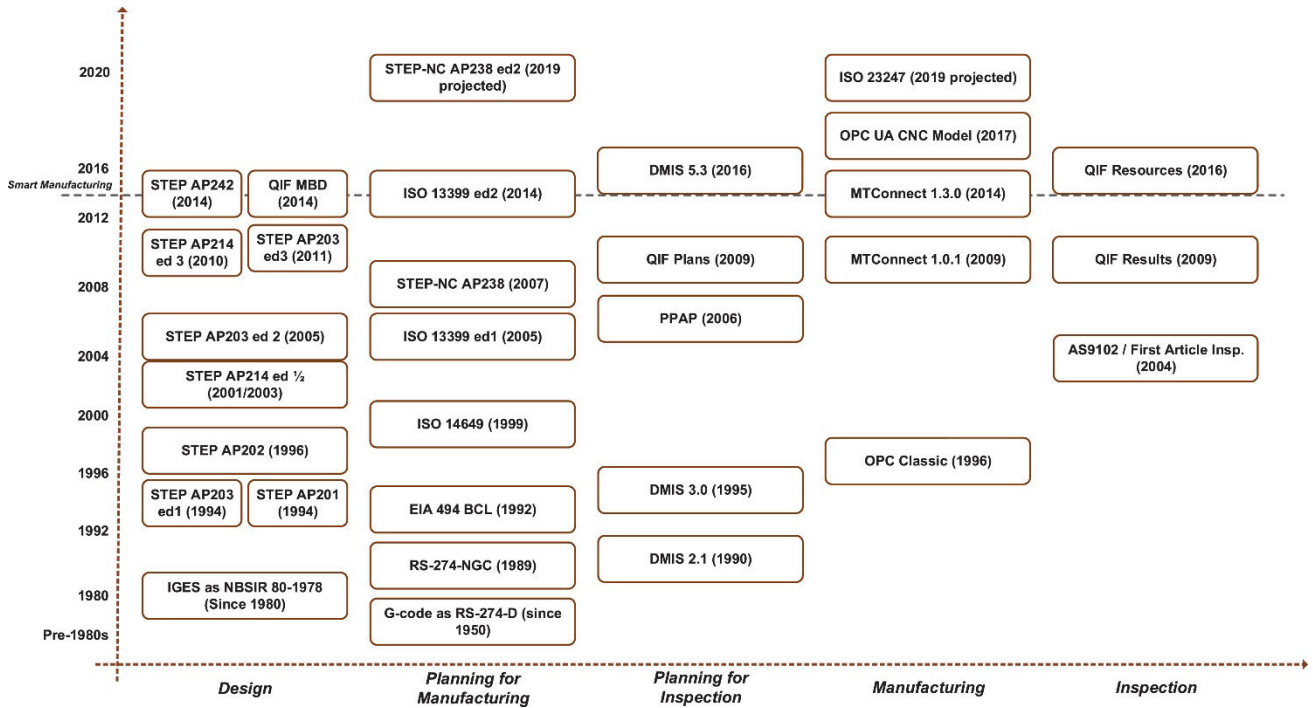 2020
STEP-NC AP238 ed2 (2019
projected)
ISO 23247 (2019 projected)
OPC UA CNC Model (2017)
2016
Smart Manufacturing
DMIS 5.3 (2016)
QIF Resources (2016)
STEP AP242
(2014)
QIF MBD
(2014)
ISO 13399 ed2 (2014)
MTConnect 1.3.0 (2014)
2012
STEP AP214
ed 3 (2010)
STEP AP203
ed3 (2011)
QIF Plans (2009)
MTConnect 1.0.1 (2009)
QIF Results (2009)
2008
STEP-NC AP238 (2007)
PPAP (2006)
STEP AP203 ed 2 (2005)
ISO 13399 ed1 (2005)
2004
AS9102 / First Article Insp.
(2004)
STEP AP214 ed ½
(2001/2003)
2000
ISO 14649 (1999)
STEP AP202 (1996)
OPC Classic (1996)
1996
STEP AP203
ed1 (1994)
STEP AP201
(1994)
DMIS 3.0 (1995)
EIA 494 BCL (1992)
1992
RS-274-NGC (1989)
DMIS 2.1 (1990)
1980
IGES as NBSIR 80-1978
(Since 1980)
G-code as RS-274-D (since
1950)
Pre-1980s
Design
Planning for
Manufacturing
Planning for
Inspection
Manufacturing
Inspection